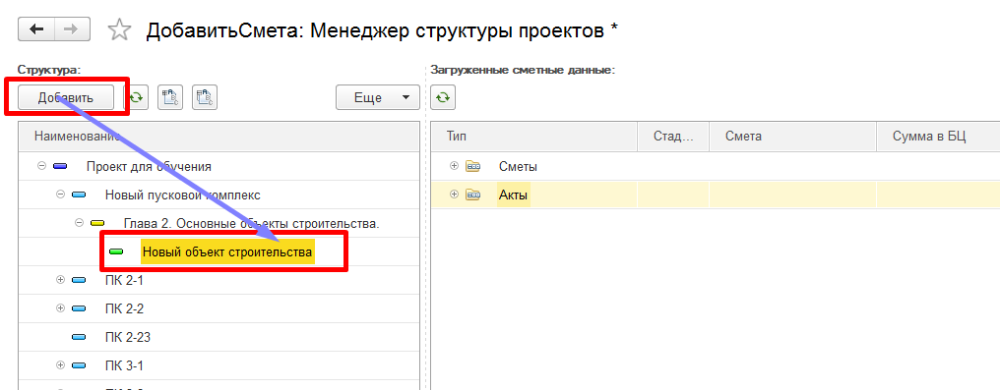 ДобавитьСмета: Менеджер структуры проектов *
Структура:
Добавить
Еще
Наименование
Проект для обучения
Новый пусковой комплекс
Глава 2. Основные объекты строительства.
Новый объект строительства
ПК 2-1
ПК 2-2
ПК 2-23
ПК 3-1
Загруженные сметные данные:
Тип Стад... Смета Сумма в БЦ
Сметы
Акты